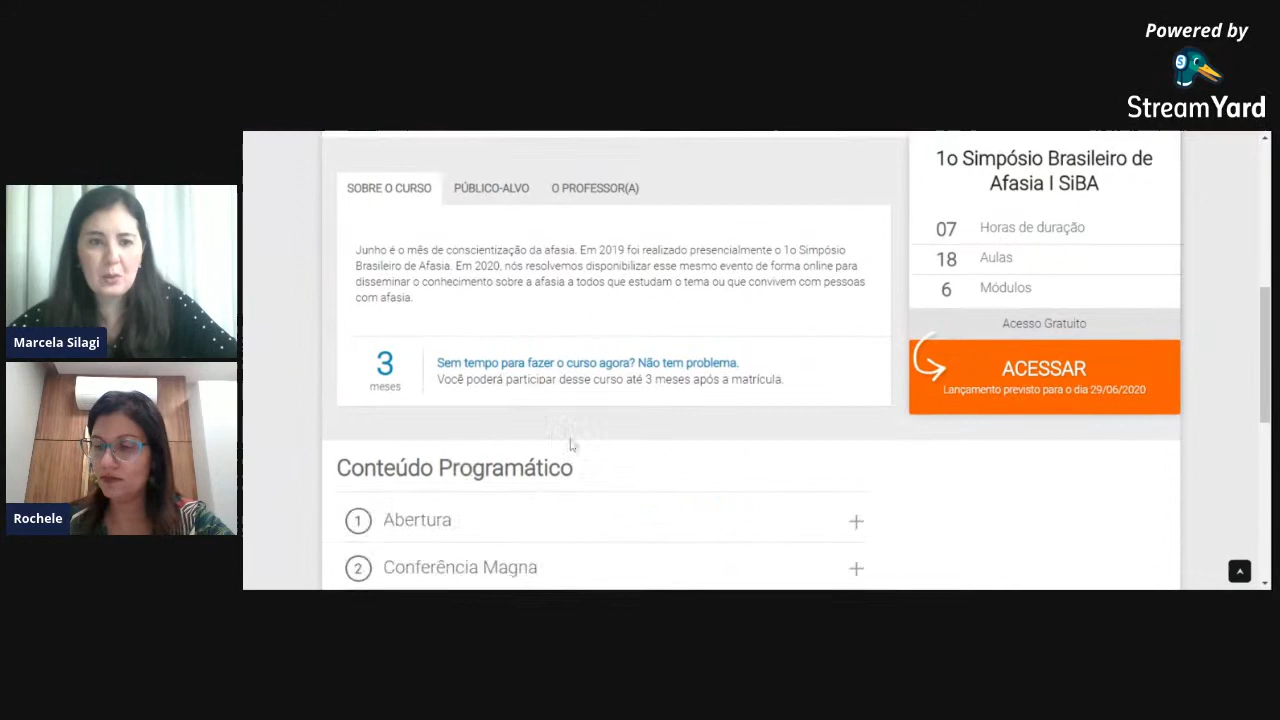 Powered by
StreamYard
Marcela Silagi
Rochele
SOBRE O CURSO
PÚBLICO-ALVO
O PROFESSOR(A)
Junho é o mês de conscientização da afasia. Em 2019 foi realizado presencialmente o 1o Simpósio
Brasileiro de Afasia. Em 2020, nós resolvemos disponibilizar esse mesmo evento de forma online para
disseminar o conhecimento sobre a afasia a todos que estudam o tema ou que convivem com pessoas
com afasia.
3
meses
Sem tempo para fazer o curso agora? Não tem problema.
Você poderá participar desse curso até 3 meses após a matrícula.
1o Simpósio Brasileiro de
Afasia I SiBA
07 Horas de duração
18 Aulas
6 Módulos
Acesso Gratuito
ACESSAR
Lançamento previsto para o dia 29/06/2020
Conteúdo Programático
1 Abertura +
2 Conferência Magna +